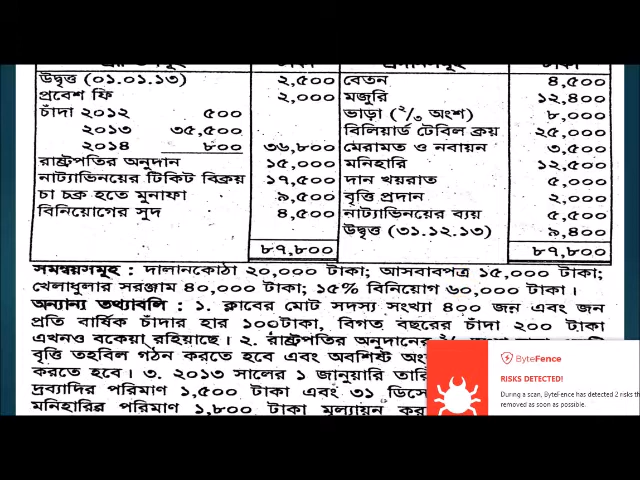 টাকা টাকা
উদ্বৃত্ত (০১.০১.১৩) ২,৫০০ বেতন ৪,৫০০
প্রবেশ ফি ২,০০০ মজুরি ১২,৪০০
চাঁদা ২০১২ ৫০০ ভাড়া (২/৩ অংশ) ৮,০০০
২০১৩ ৩৫,৫০০ বিলিয়ার্ড টেবিল ক্রয় ২৫,০০০
২০১৪ ৮০০ ৩৬,৮০০ মেরামত ও নবায়ন ৩,৫০০
রাষ্ট্রপতির অনুদান ১৫,০০০ মনিহারি ১২,৫০০
নাট্যাভিনয়ের টিকিট বিক্রয় ১৭,৫০০ দান খয়রাত ৫,০০০
চা চক্র হতে মুনাফা ৯,৫০০ বৃত্তি প্রদান ২,০০০
বিনিয়োগের সুদ ৪,৫০০ নাট্যাভিনয়ের ব্যয় ৫,৫০০
উদ্বৃত্ত (৩১.১২.১৩) ৯,৪০০
৮৭,৮০০ ৮৭,৮০০
সমন্বয়সমূহ : দালানকোঠা ২০,০০০ টাকা; আসবাবপত্র ১৫,০০০ টাকা;
খেলাধুলার সরঞ্জাম ৪০,০০০ টাকা; ১৫% বিনিয়োগ ৬০,০০০ টাকা।
অন্যান্য তথ্যাবলি : ১. ক্লাবের মোট সদস্য সংখ্যা ৪০০ জন এবং জন
প্রতি বার্ষিক চাঁদার হার ১০০টাকা, বিগত বছরের চাঁদা ২০০ টাকা
এখনও বকেয়া রহিয়াছে। ২. রাষ্ট্রপতির অনুদানের
বৃত্তি তহবিল গঠন করতে হবে এবং অবশিষ্ট অং
করতে হবে। ৩. ২০১৩ সালের ১ জানুয়ারি তারি
দ্রব্যাদির পরিমাণ ১,৫০০ টাকা এবং ৩১ ডিসে
মনিহারির পরিমাণ ১,৮০০ টাকা মূল্যায়ন কর
ByteFence
RISKS DETECTED!
During a scan, ByteFence has detected 2 risks th
removed as soon as possible.